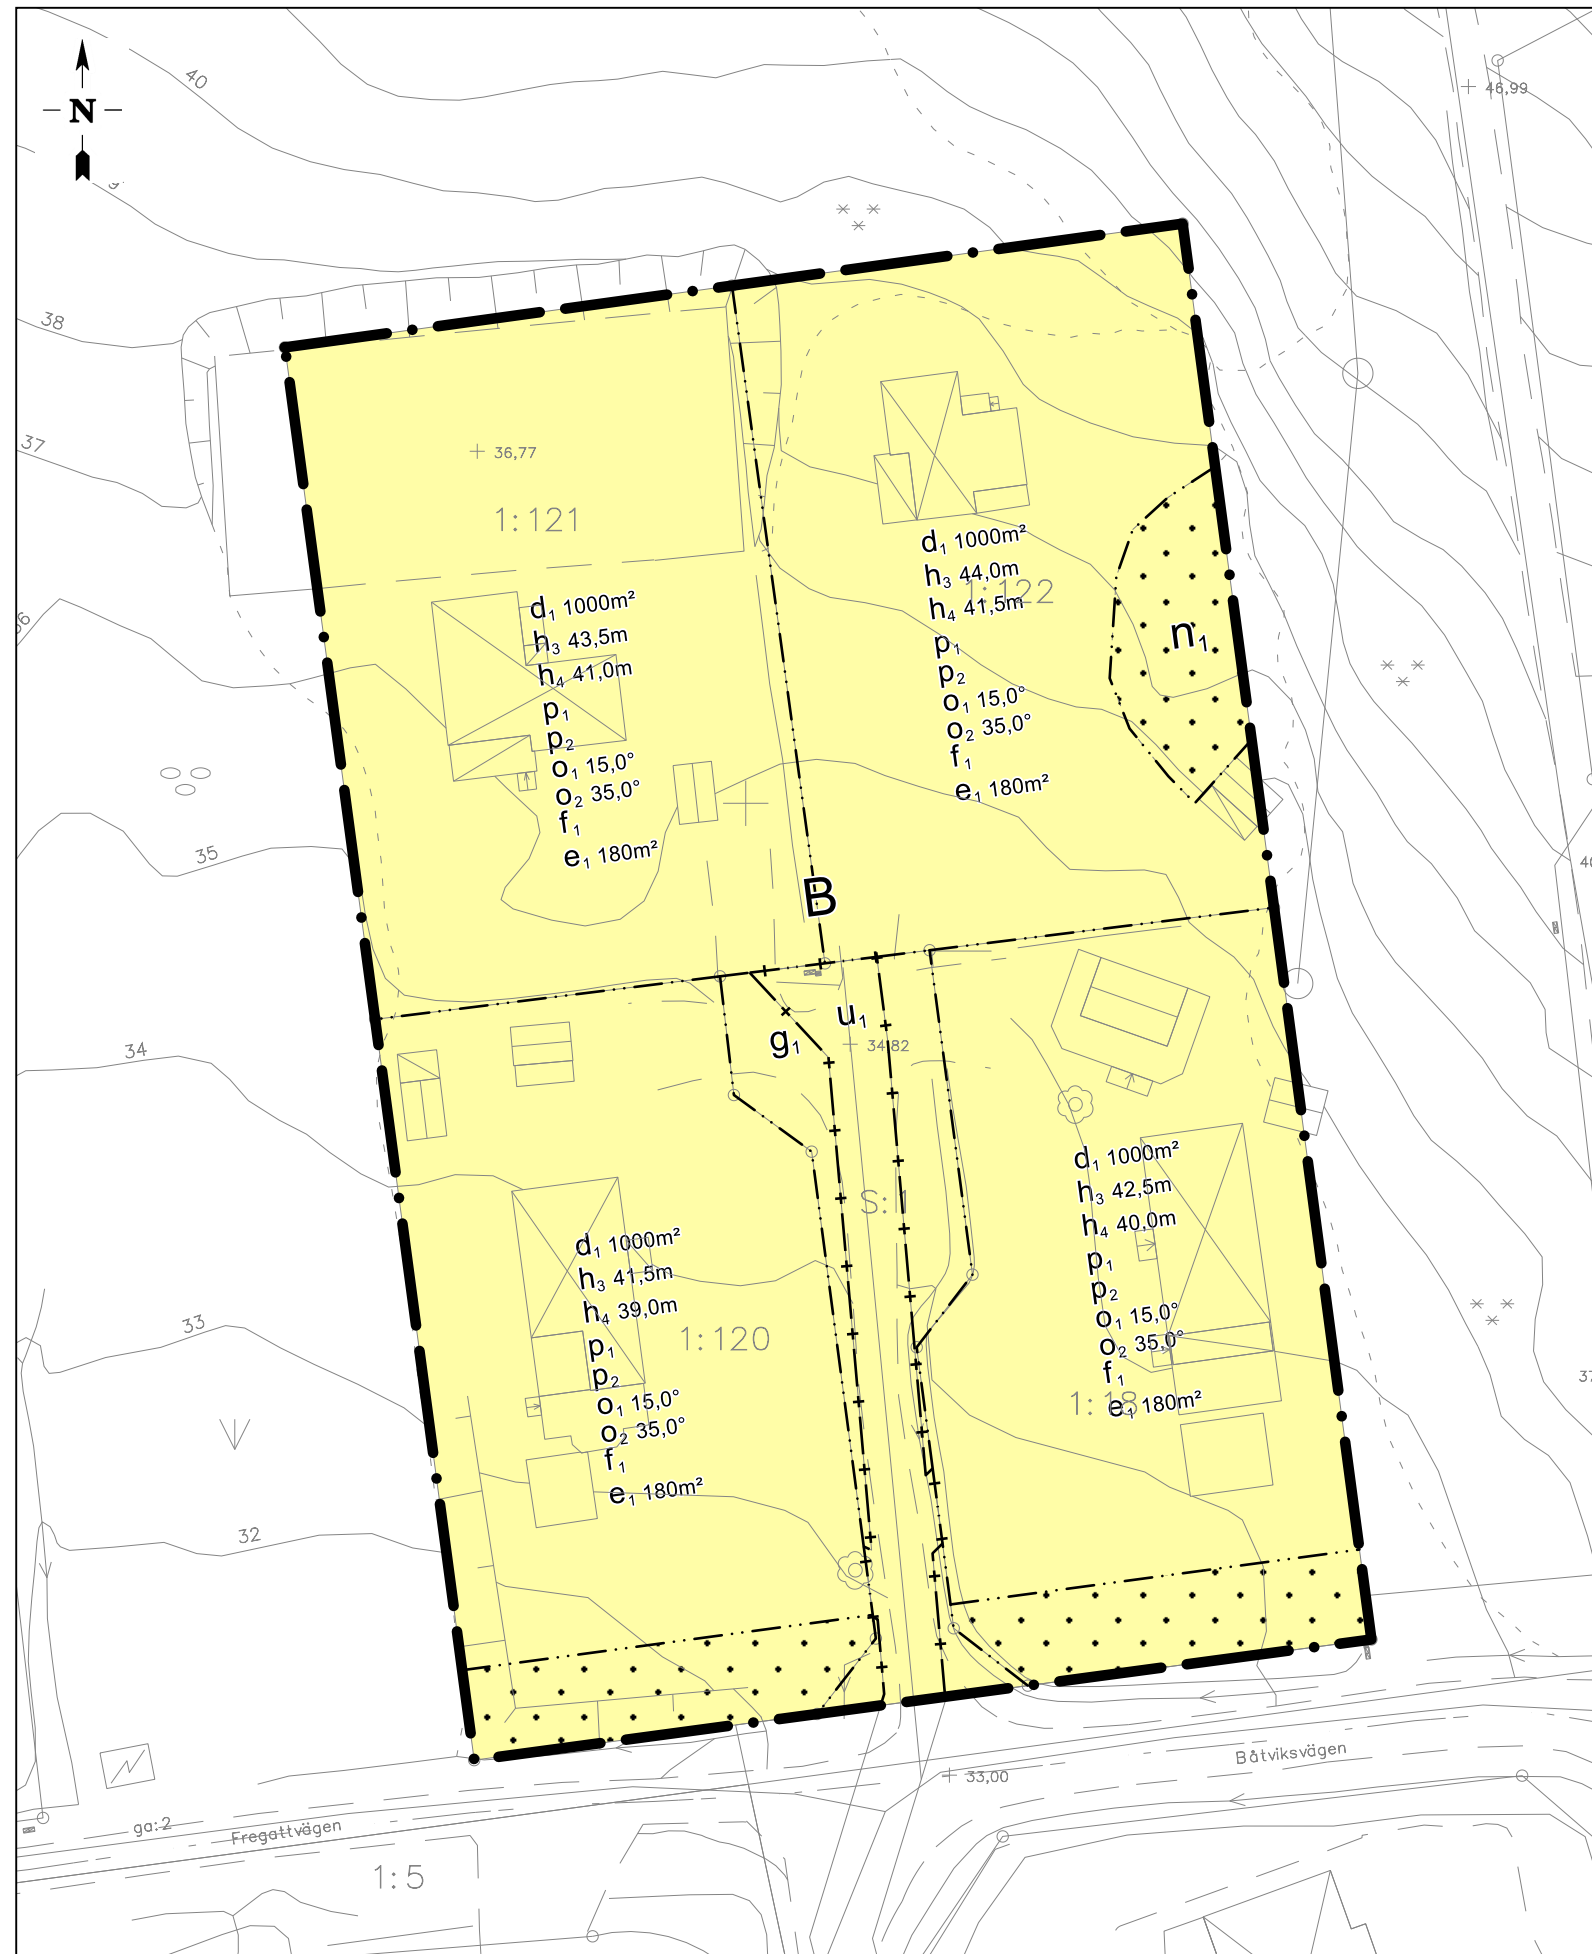 N
40
46,99
38
37
36,77
1:121
d₁ 1000m²
h₃ 43,5m
h₄ 41,0m
p₁
p₂
o₁ 15,0°
o₂ 35,0°
f₁
e₁ 180m²
d₁ 1000m²
h₃ 44,0m
1:122
h₄ 41,5m
p₁
p₂
o₁ 15,0°
o₂ 35,0°
f₁
e₁ 180m²
n₁
35
B
u₁
g₁
34,82
34
S:1
d₁ 1000m²
h₃ 42,5m
h₄ 40,0m
p₁
p₂
o₁ 15,0°
o₂ 35,0°
f₁
1:18
e₁ 180m²
d₁ 1000m²
h₃ 41,5m
h₄ 39,0m
1:120
p₁
p₂
o₁ 15,0°
o₂ 35,0°
f₁
e₁ 180m²
33
32
Båtviksvägen
33,00
ga:2
Fregattvägen
1:5